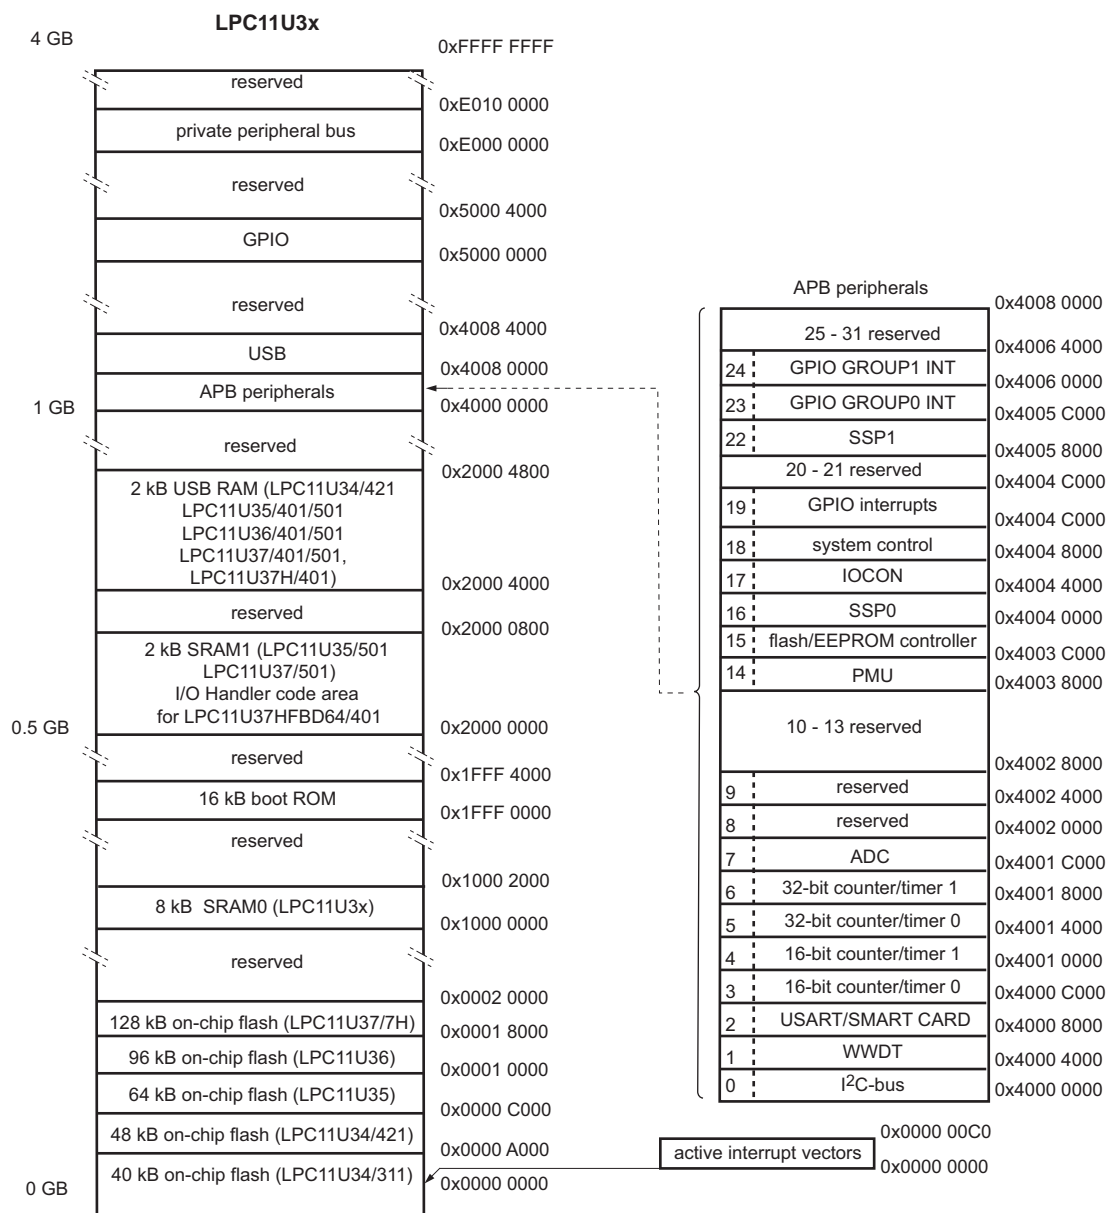 LPC11U3x
4 GB
0xFFFF FFFF
reserved
0xE010 0000
private peripheral bus
0xE000 0000
reserved
0x5000 4000
GPIO
0x5000 0000
reserved
0x4008 4000
USB
0x4008 0000
APB peripherals
1 GB
0x4000 0000
reserved
0x2000 4800
2 kB USB RAM (LPC11U34/421
LPC11U35/401/501
LPC11U36/401/501
LPC11U37/401/501,
LPC11U37H/401)
0x2000 4000
reserved
0x2000 0800
2 kB SRAM1 (LPC11U35/501
LPC11U37/501)
I/O Handler code area
for LPC11U37HFBD64/401
0.5 GB
0x2000 0000
reserved
0x1FFF 4000
16 kB boot ROM
0x1FFF 0000
reserved
0x1000 2000
8 kB SRAM0 (LPC11U3x)
0x1000 0000
reserved
0x0002 0000
128 kB on-chip flash (LPC11U37/7H)
0x0001 8000
96 kB on-chip flash (LPC11U36)
0x0001 0000
64 kB on-chip flash (LPC11U35)
0x0000 C000
48 kB on-chip flash (LPC11U34/421)
0x0000 A000
40 kB on-chip flash (LPC11U34/311)
0 GB
0x0000 0000
APB peripherals
0x4008 0000
25 - 31 reserved
0x4006 4000
24 GPIO GROUP1 INT
0x4006 0000
23 GPIO GROUP0 INT
0x4005 C000
22 SSP1
0x4005 8000
20 - 21 reserved
0x4004 C000
19 GPIO interrupts
0x4004 C000
18 system control
0x4004 8000
17 IOCON
0x4004 4000
16 SSP0
0x4004 0000
15 flash/EEPROM controller
0x4003 C000
14 PMU
0x4003 8000
10 - 13 reserved
0x4002 8000
9 reserved
0x4002 4000
8 reserved
0x4002 0000
7 ADC
0x4001 C000
6 32-bit counter/timer 1
0x4001 8000
5 32-bit counter/timer 0
0x4001 4000
4 16-bit counter/timer 1
0x4001 0000
3 16-bit counter/timer 0
0x4000 C000
2 USART/SMART CARD
0x4000 8000
1 WWDT
0x4000 4000
0 I2C-bus
0x4000 0000
0x0000 00C0
active interrupt vectors
0x0000 0000